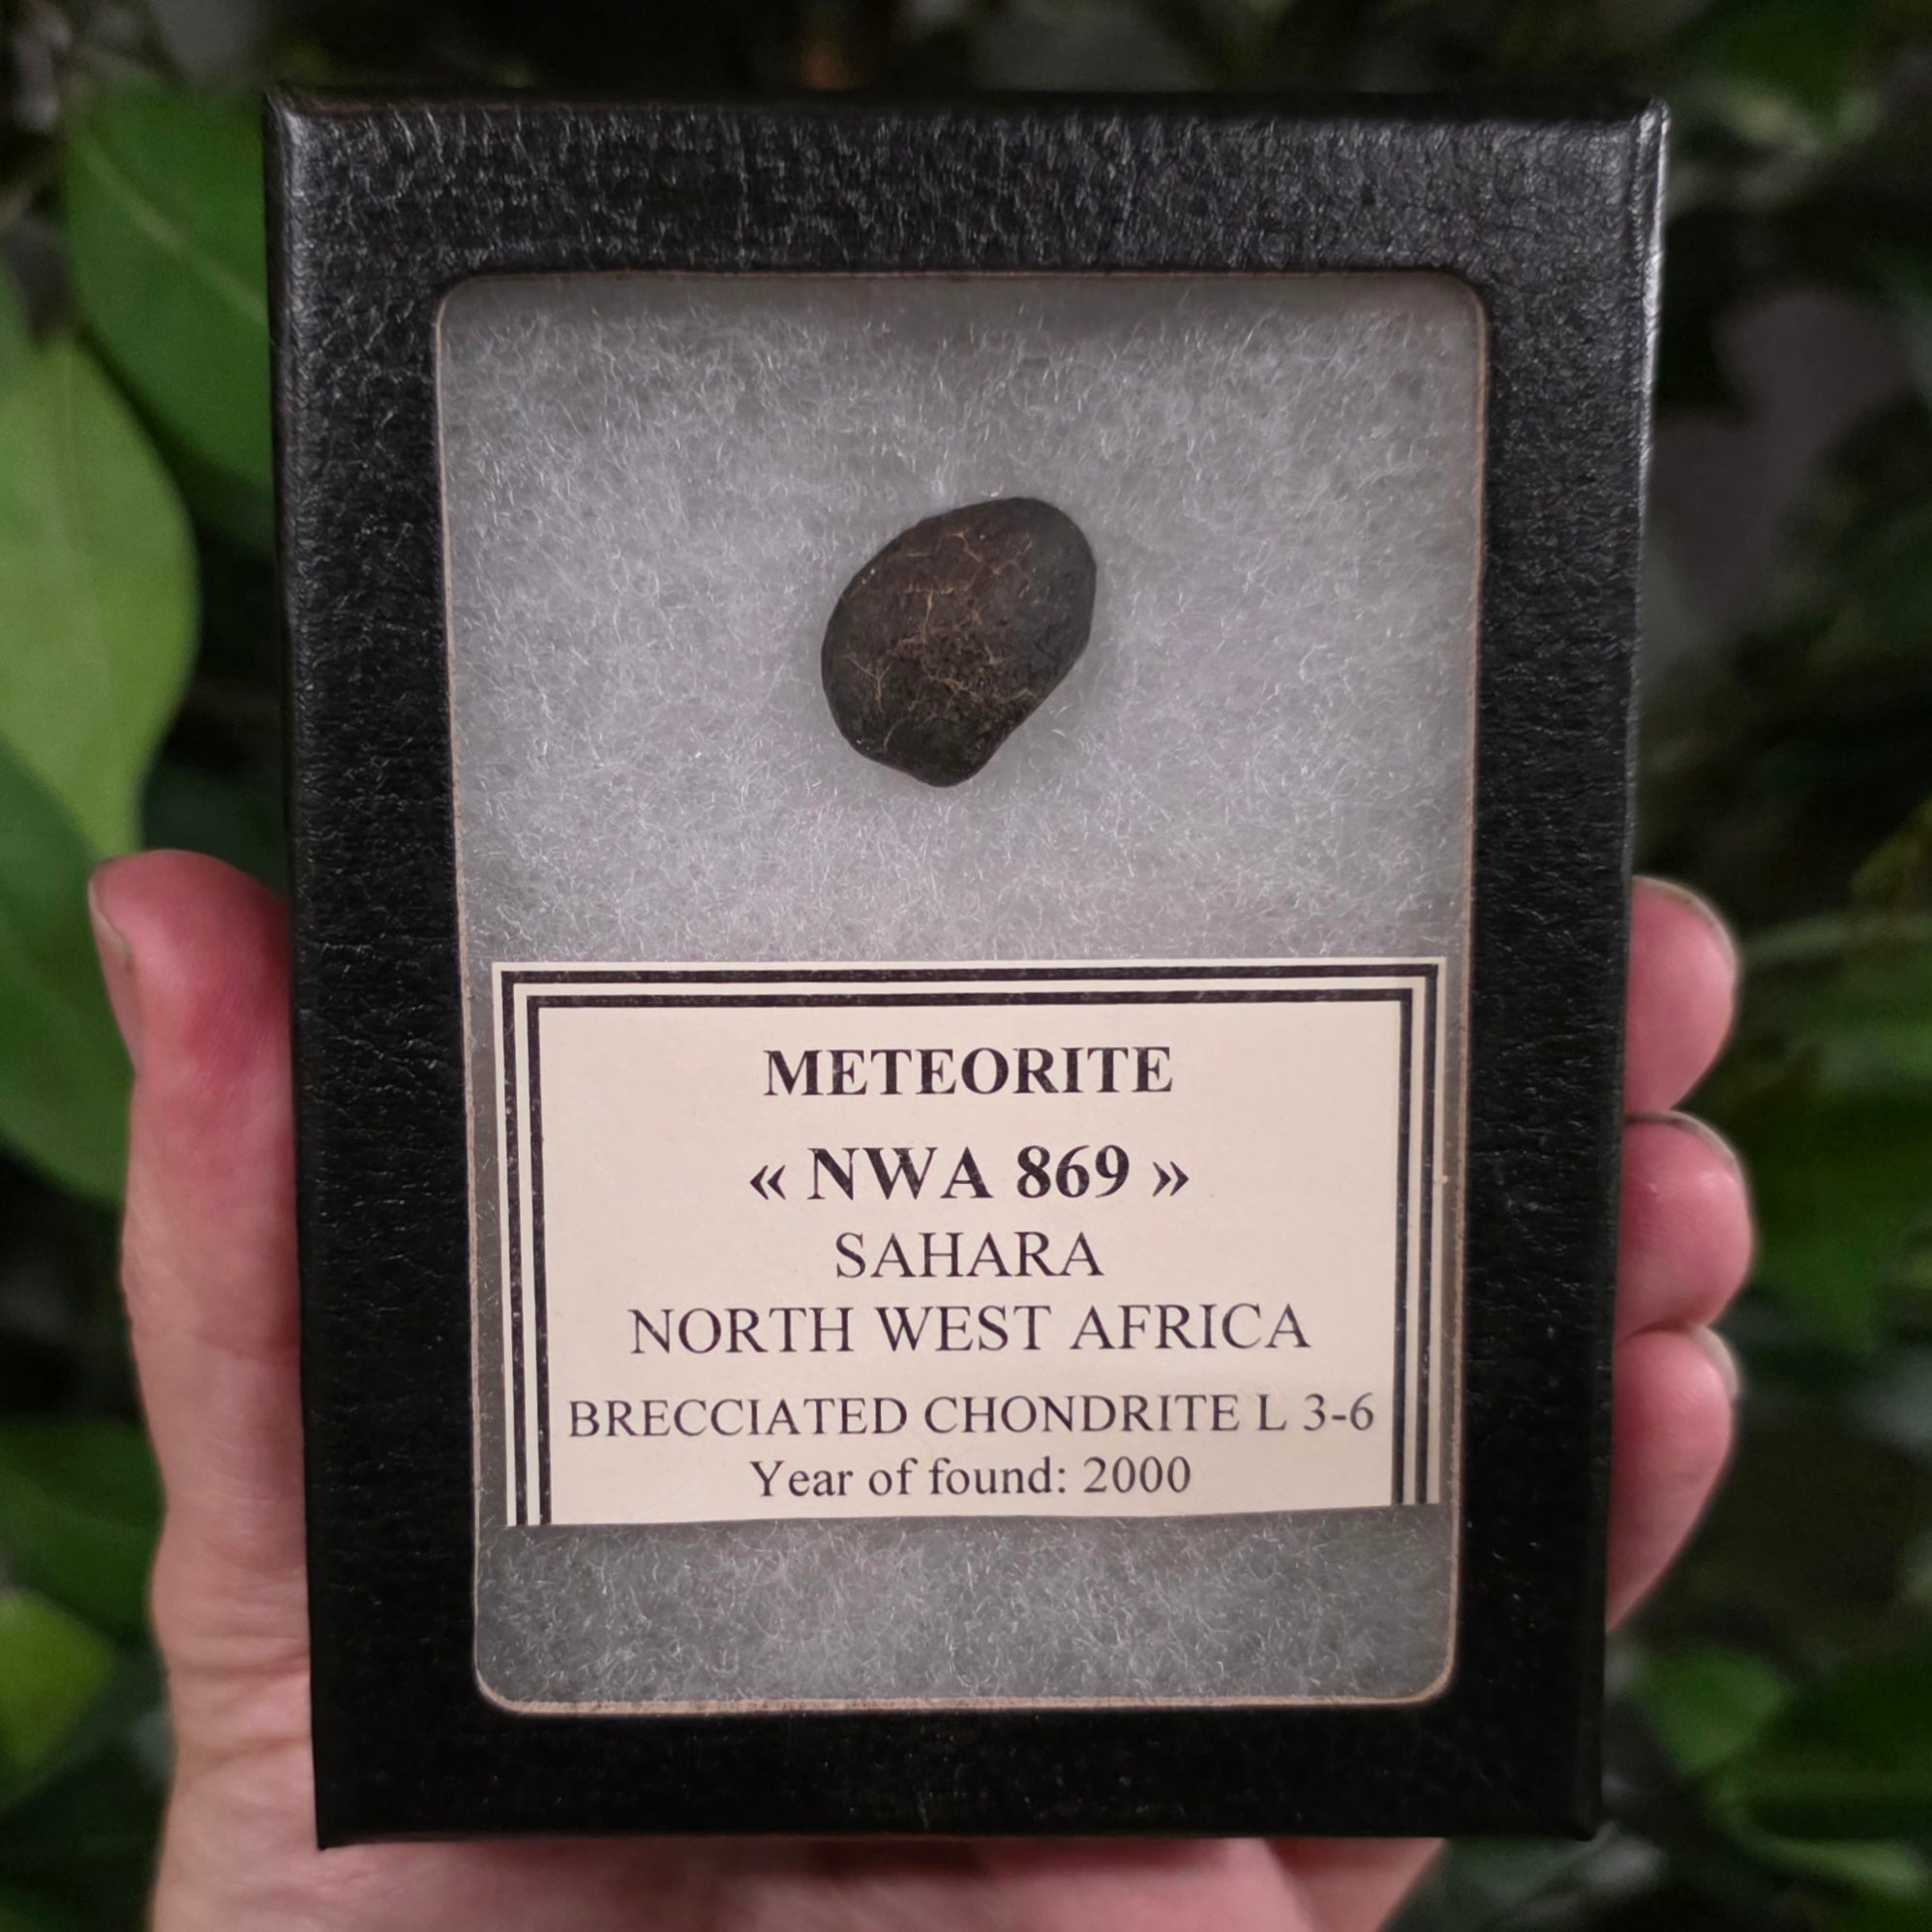 METEORITE
« NWA 869 »
SAHARA
NORTH WEST AFRICA
BRECCIATED CHONDRITE L 3-6
Year of found: 2000